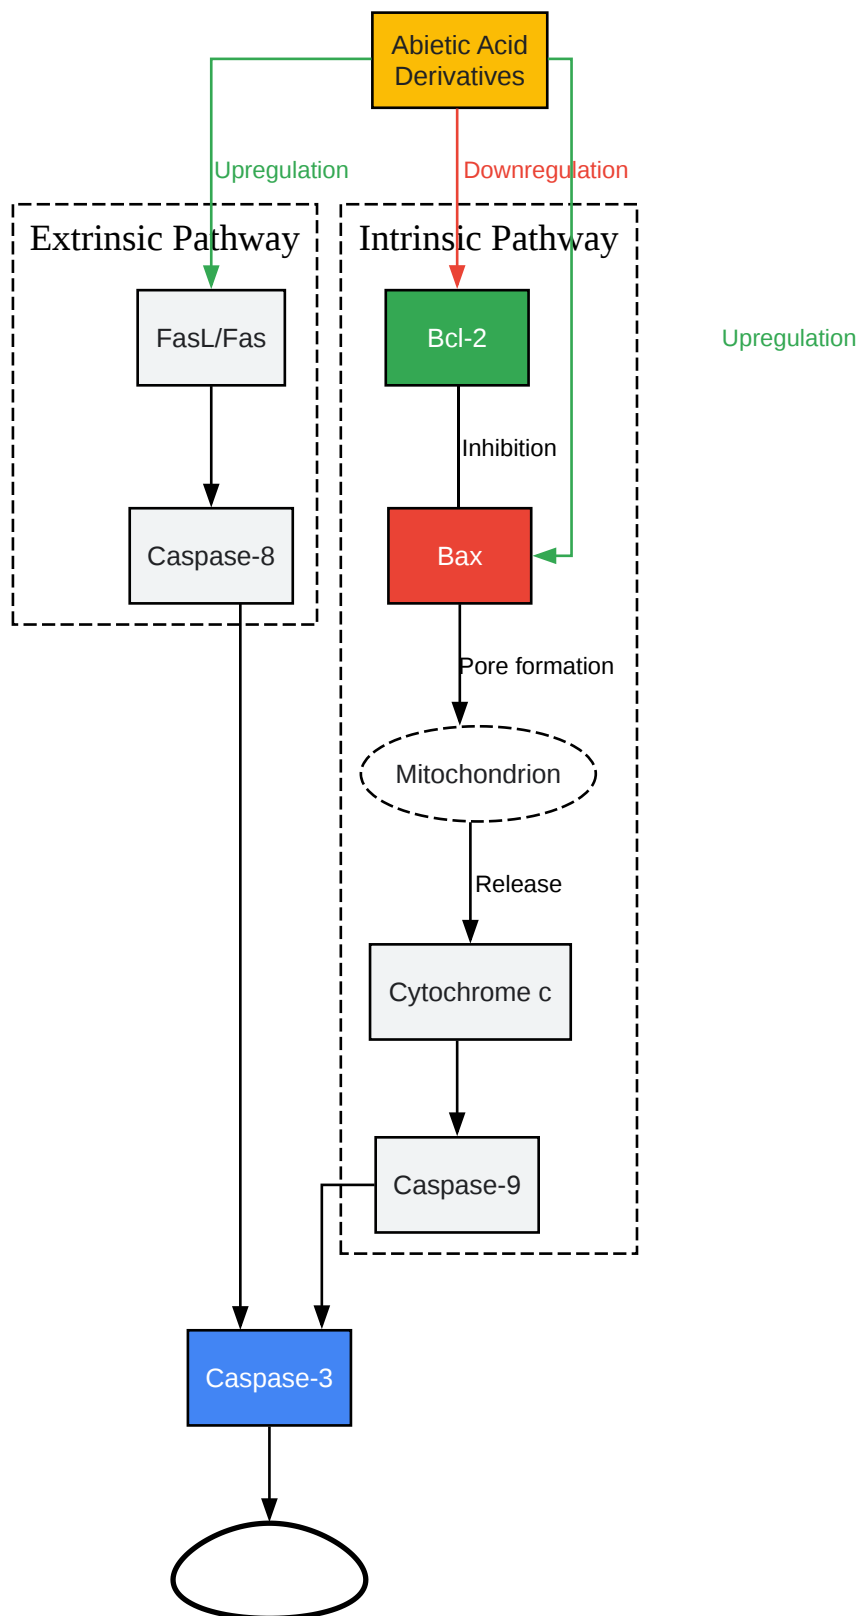 Abietic Acid
Derivatives
Upregulation
Downregulation
Extrinsic Pathway
Intrinsic Pathway
FasL/Fas
Bcl-2
Upregulation
Inhibition
Caspase-8
Bax
Pore formation
Mitochondrion
Release
Cytochrome c
Caspase-9
Caspase-3